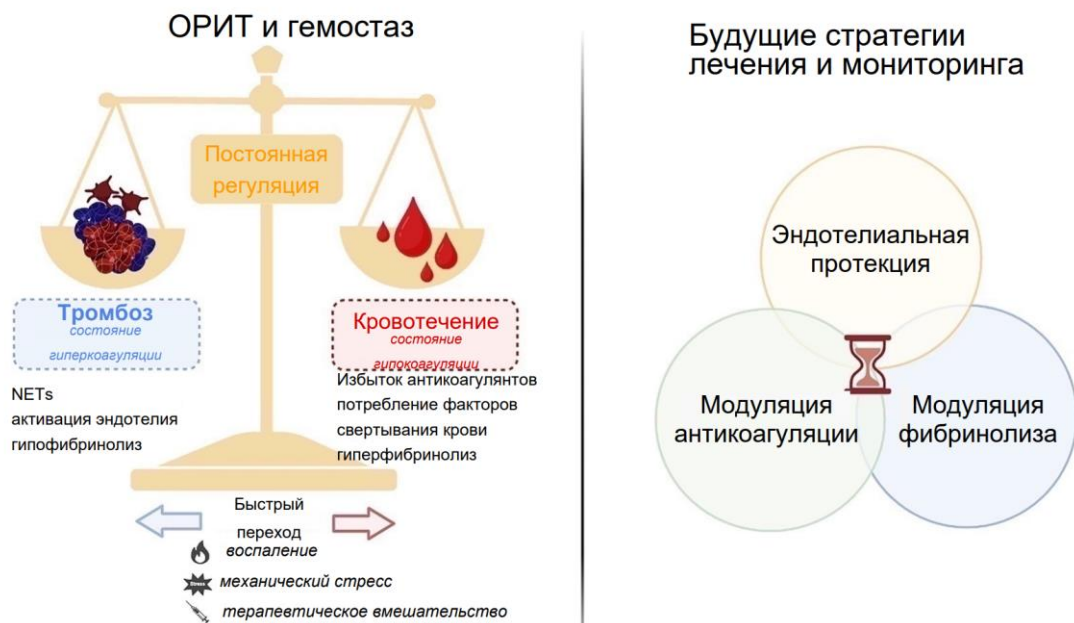 ОРИТ и гемостаз
Постоянная
регуляция
Тромбоз
состояние
гиперкоагуляции
NETs
активация эндотелия
гипофибринолиз
Кровотечение
состояние
гипокоагуляции
Избыток антикоагулянтов
потребление факторов
свертывания крови
гиперфибринолиз
Быстрый
переход
воспаление
Stress
механический стресс
терапевтическое вмешательство
Будущие стратегии
лечения и мониторинга
Эндотелиальная
протекция
Модуляция
антикоагуляции
Модуляция
фибринолиза